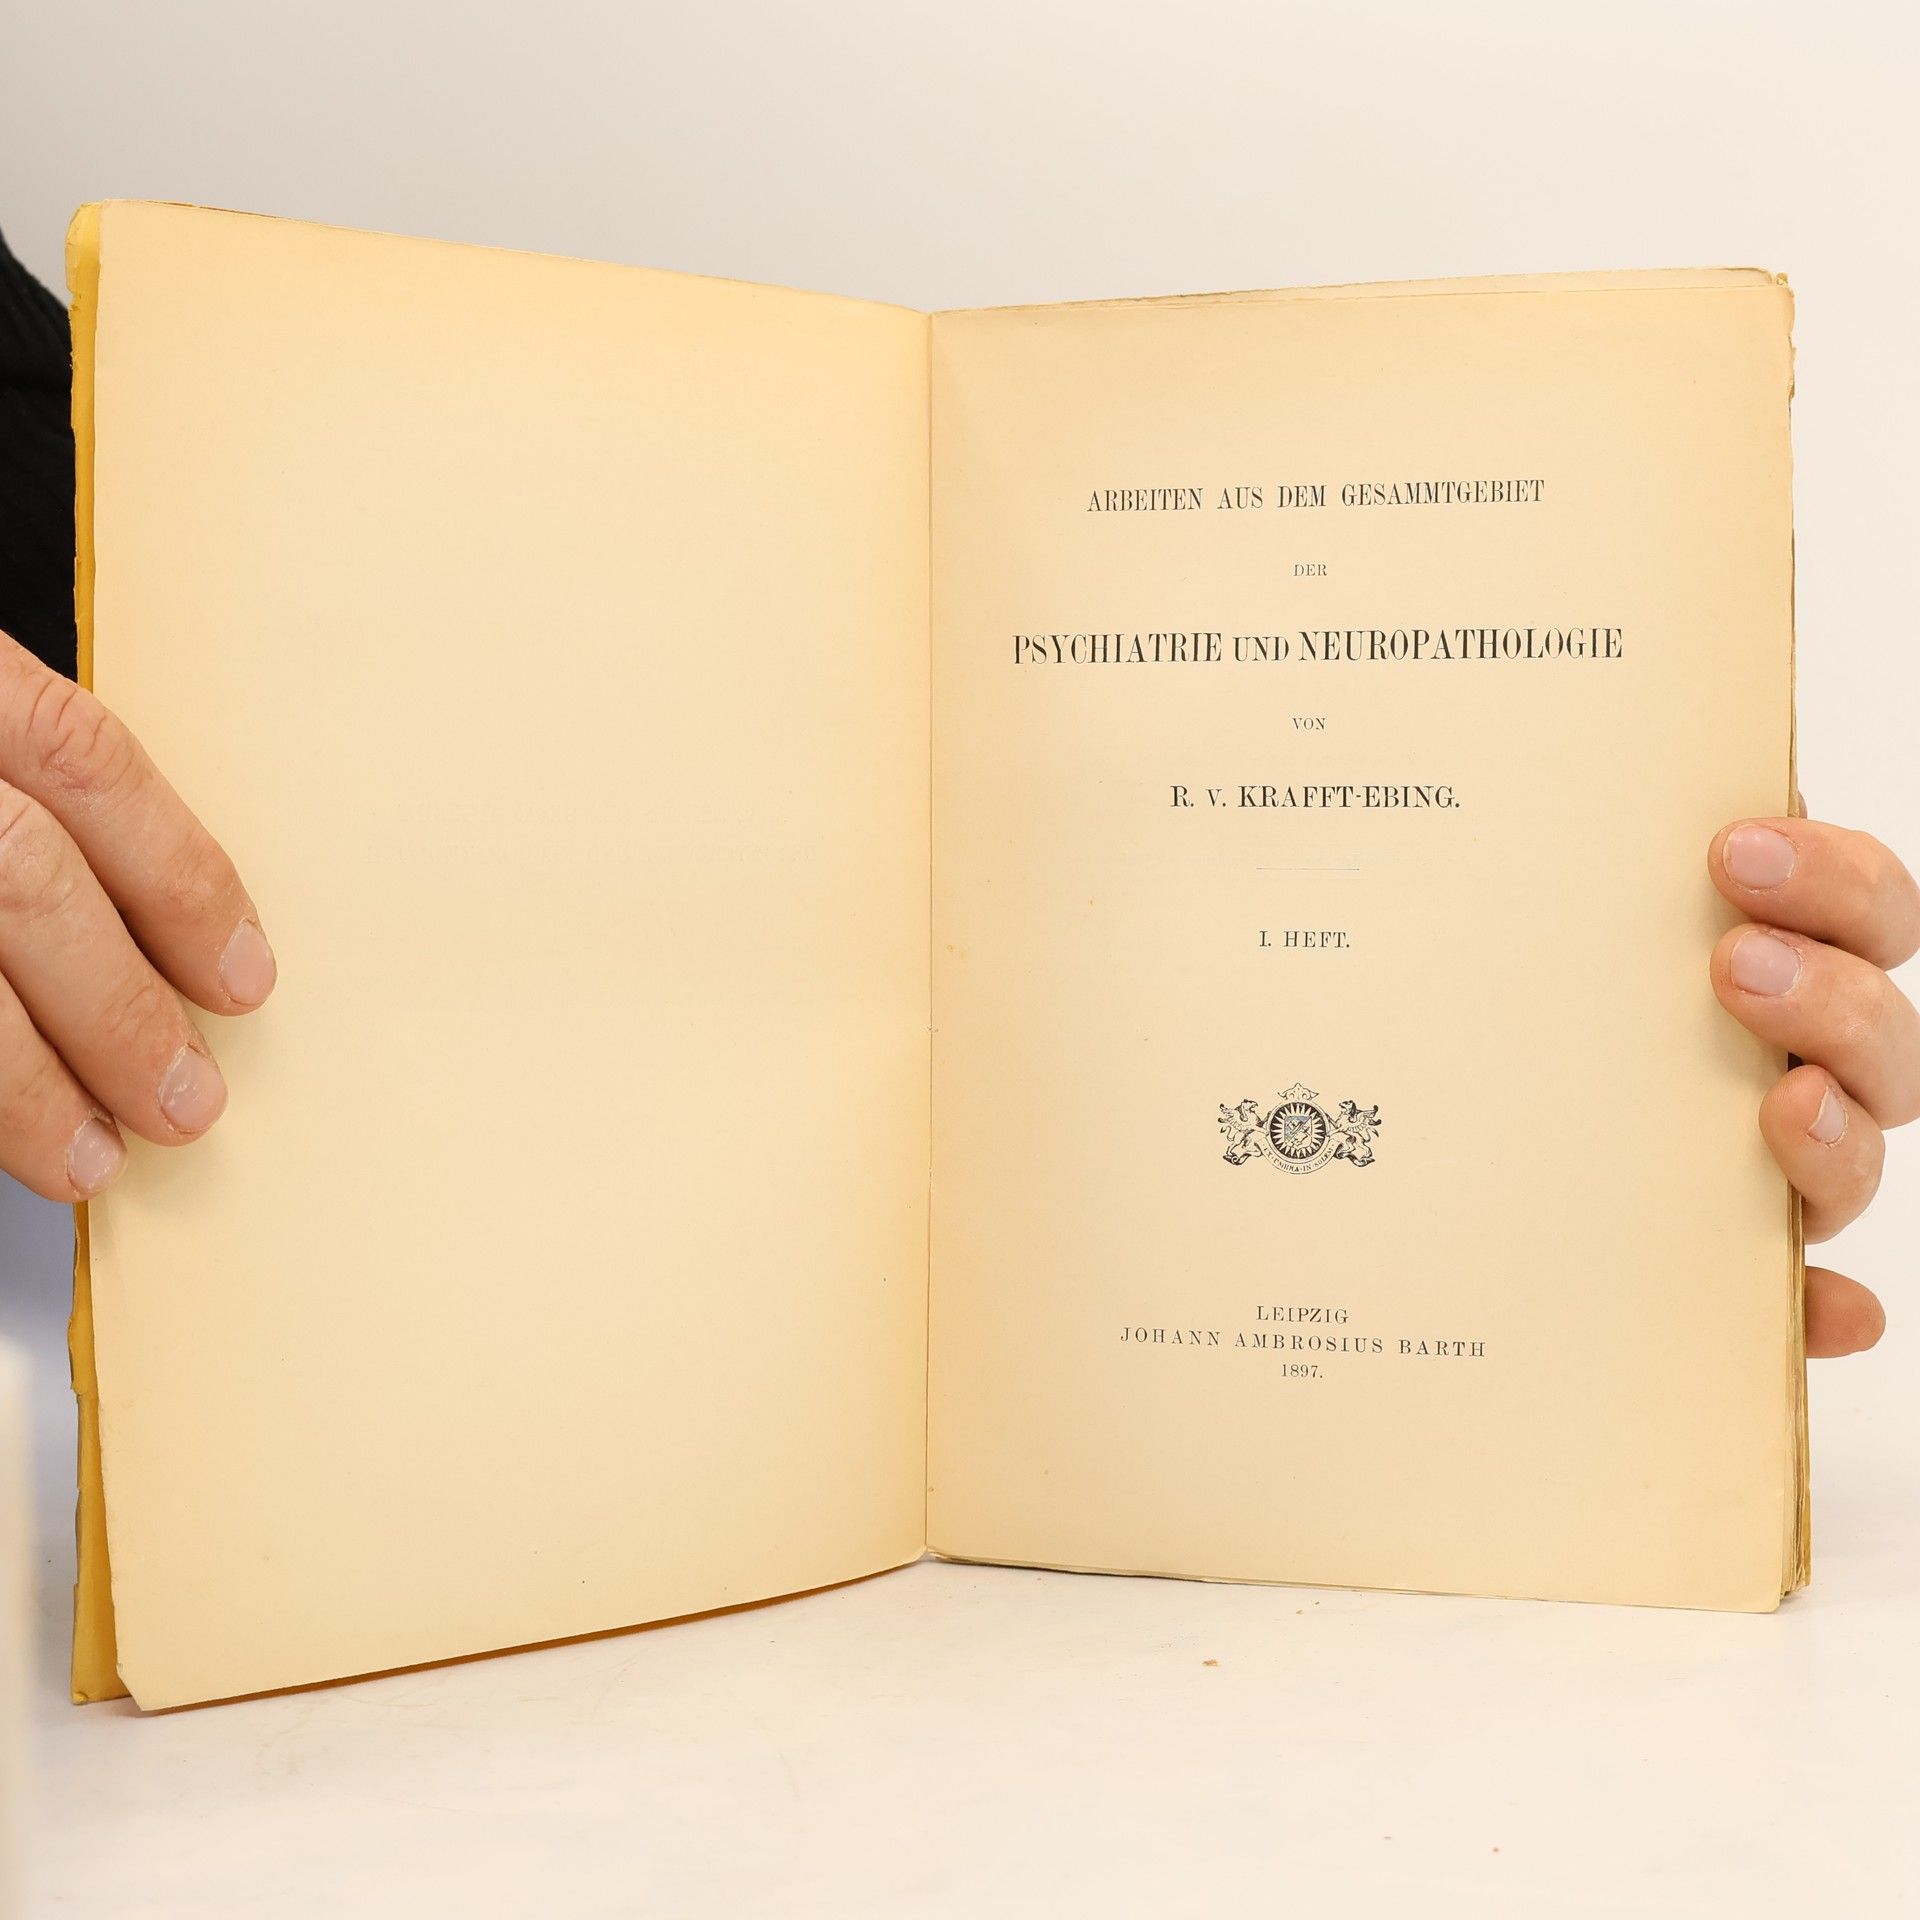 ARBEITEN AUS DEM GESAMMTGEBIET
DER
PSYCHIATRIE UND NEUROPATHOLOGIE
VON
R. v. KRAFFT-EBING.
I. HEFT.
LEIPZIG
JOHANN AMBROSIUS BARTH
1897.